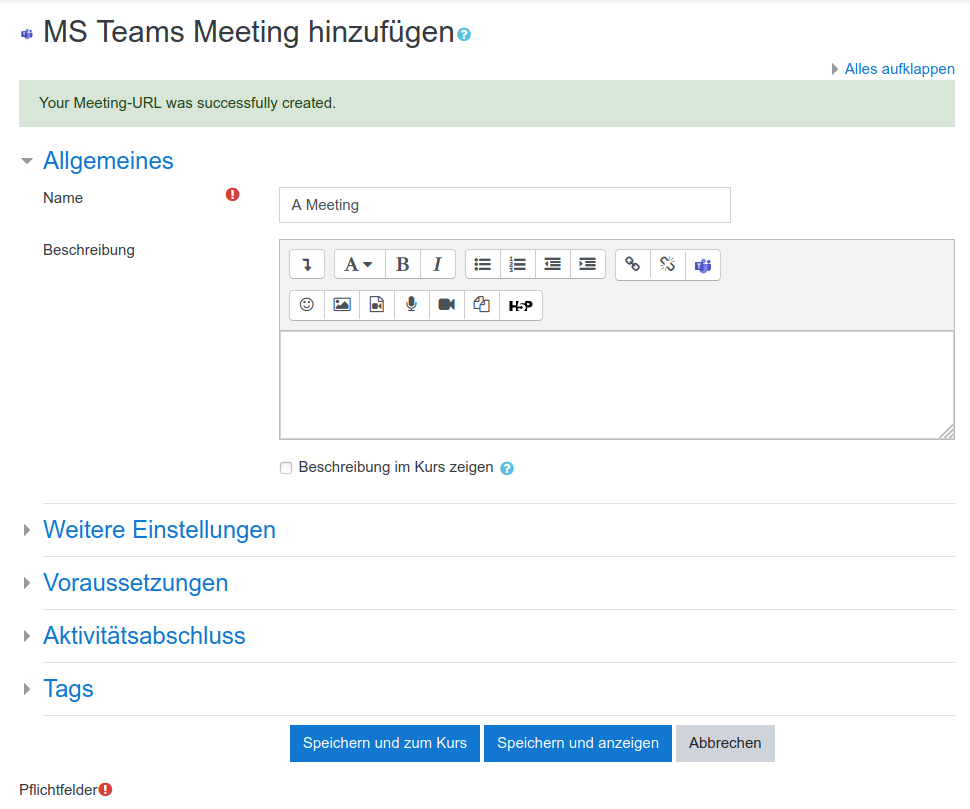 MS Teams Meeting hinzufügen
Alles aufklappen
Your Meeting-URL was successfully created.
Allgemeines
Name
A Meeting
Beschreibung
A B I
H5P
Beschreibung im Kurs zeigen
Weitere Einstellungen
Voraussetzungen
Aktivitätsabschluss
Tags
Speichern und zum Kurs Speichern und anzeigen Abbrechen
Pflichtfelder